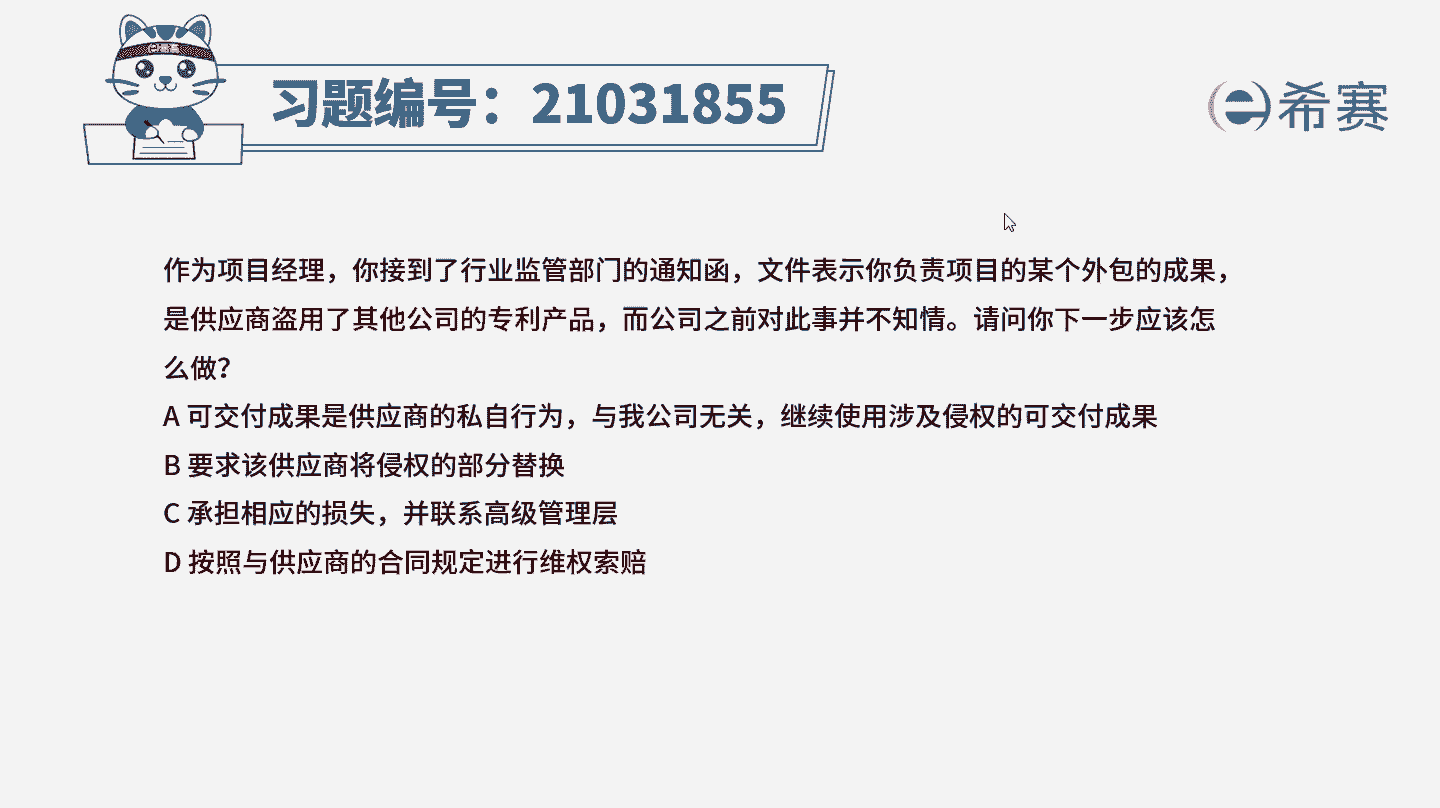 习题编号：21031855
希赛
作为项目经理，你接到了行业监管部门的通知函，文件表示你负责项目的某个外包的成果，
是供应商盗用了其他公司的专利产品，而公司之前对此事并不知情。请问你下一步应该怎
么做？
A 可交付成果是供应商的私自行为，与我公司无关，继续使用涉及侵权的可交付成果
B 要求该供应商将侵权的部分替换
C 承担相应的损失，并联系高级管理层
D 按照与供应商的合同规定进行维权索赔